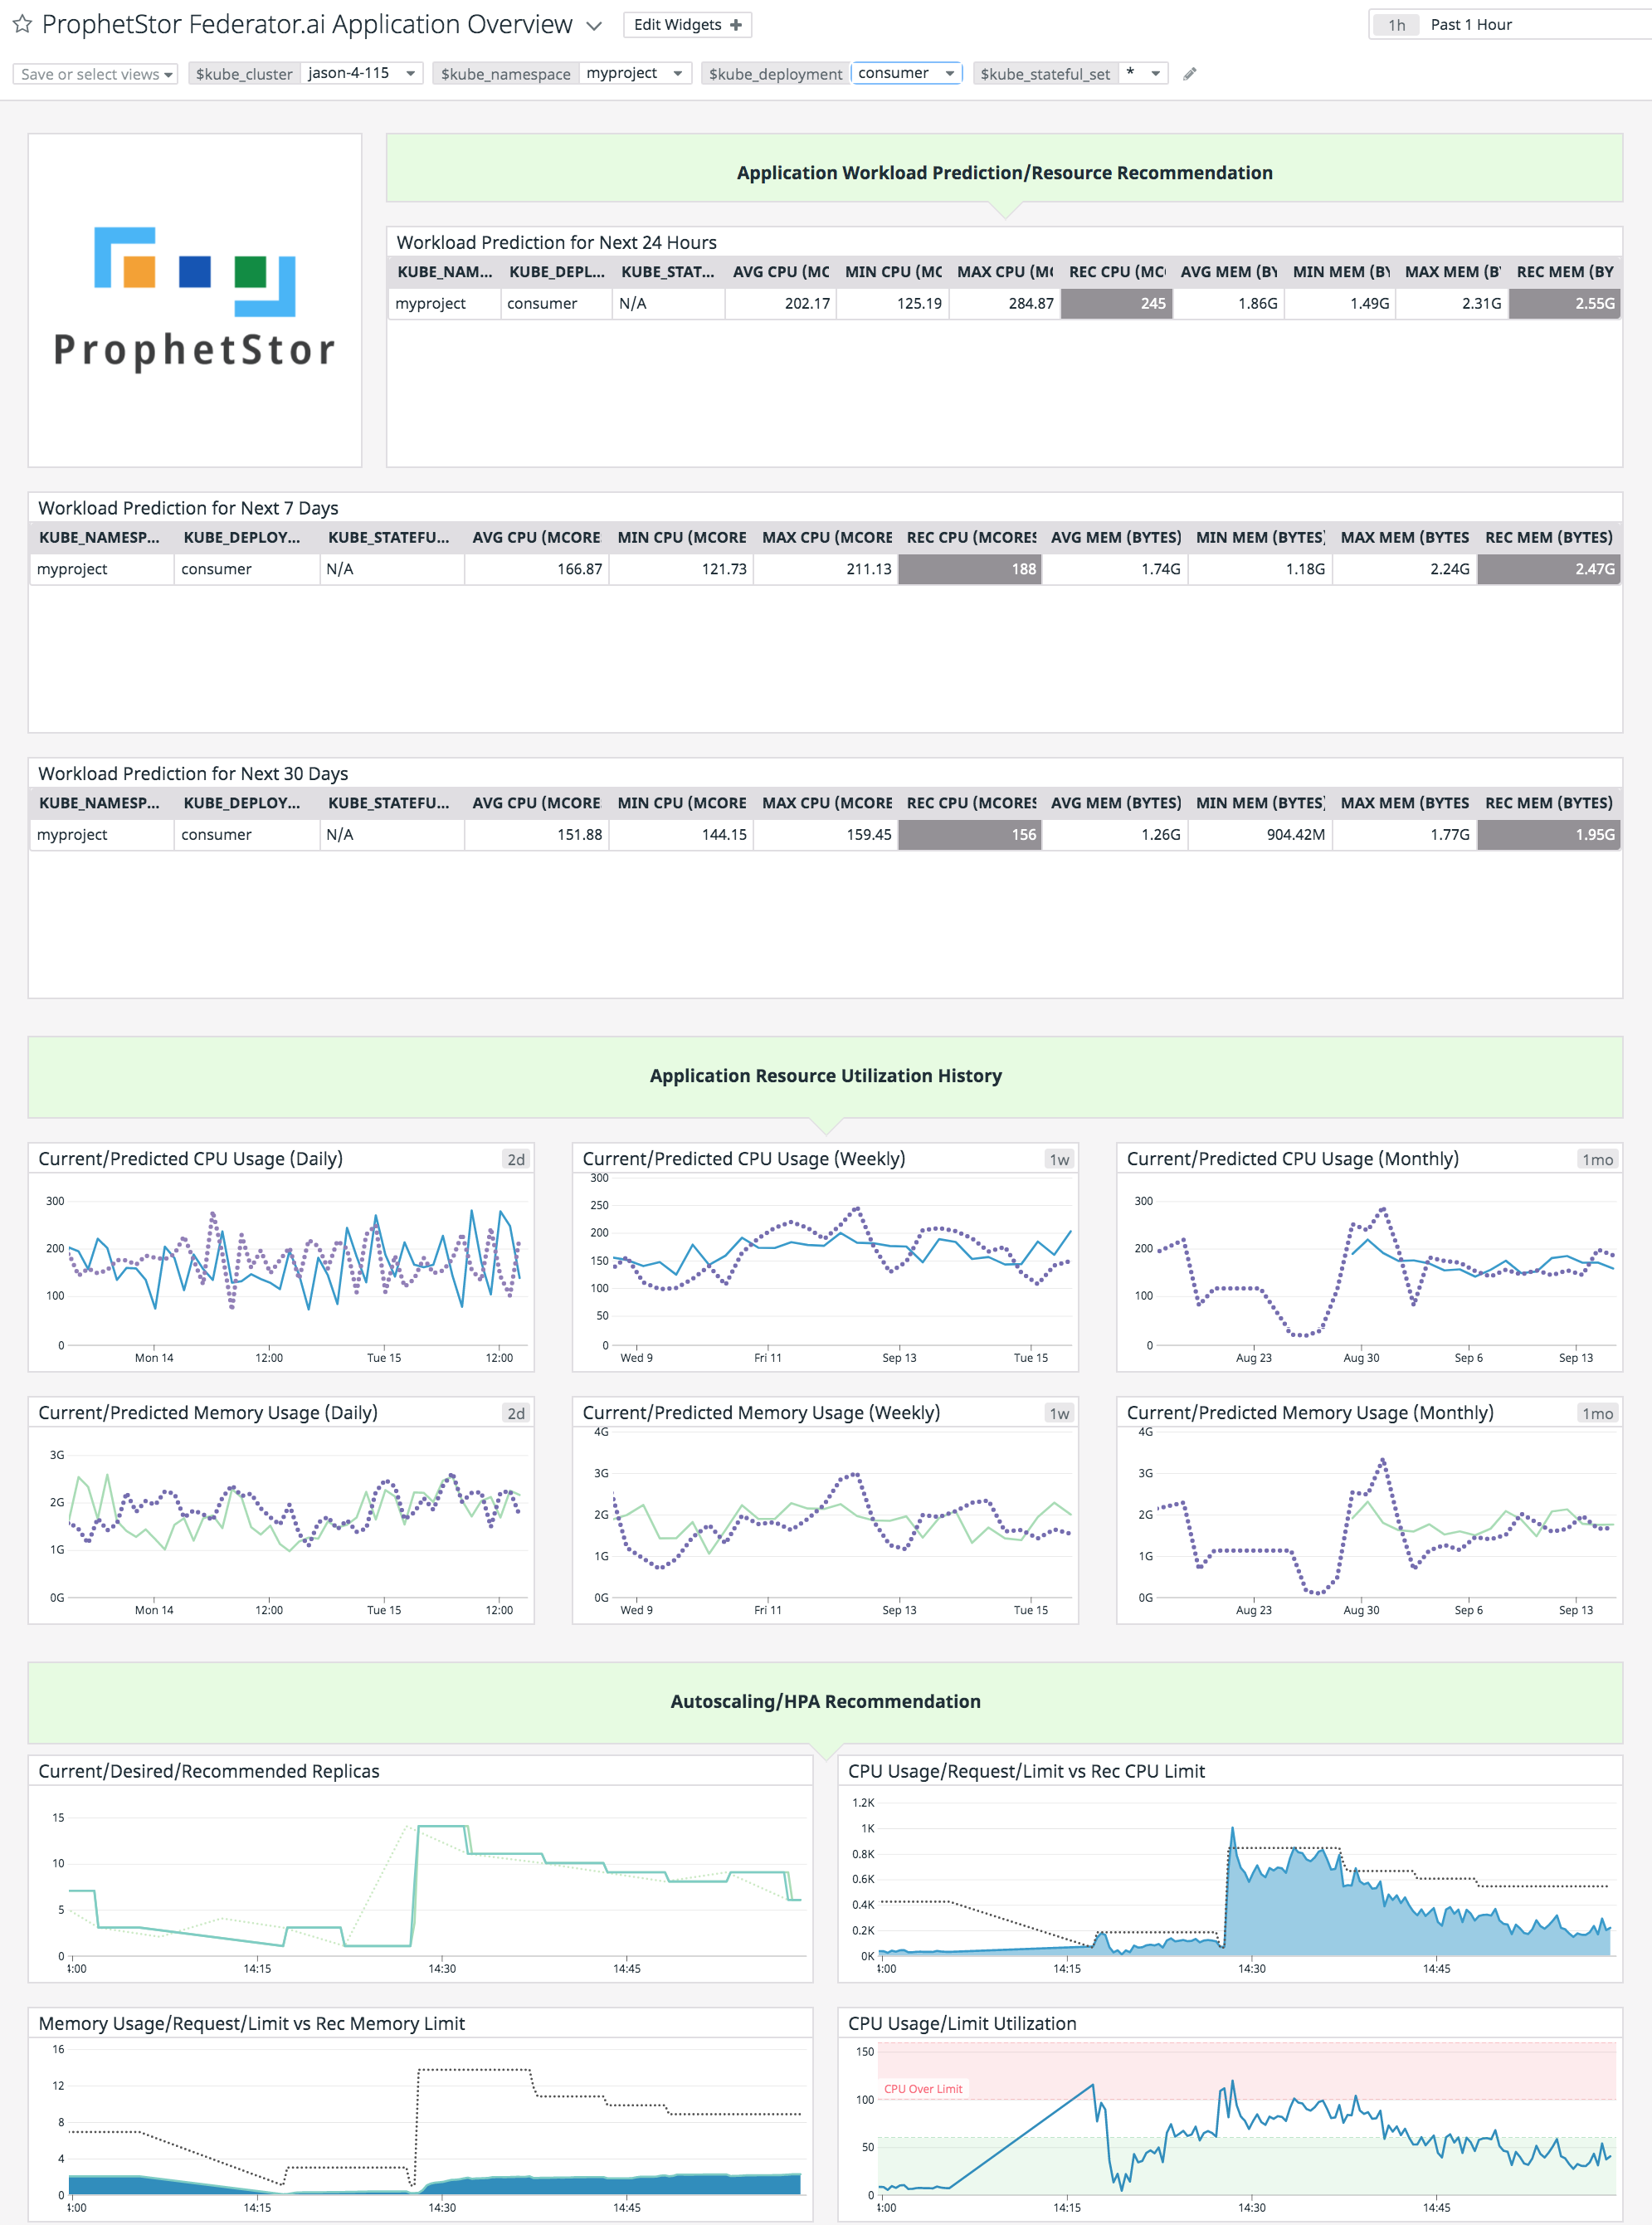 ProphetStor Federator.ai Application Overview Edit Widgets + 1h Past 1 Hour
Save or select views $kube_cluster jason-4-115 $kube_namespace myproject $kube_deployment consumer $kube_stateful_set *
Application Workload Prediction/Resource Recommendation
ProphetStor
Workload Prediction for Next 24 Hours
KUBE_NAM... KUBE_DEPL... KUBE_STAT... AVG CPU (MC MIN CPU (MC MAX CPU (M REC CPU (MC AVG MEM (BY MIN MEM (BY MAX MEM (B REC MEM (BY
myproject consumer N/A 202.17 125.19 284.87 245 1.86G 1.49G 2.31G 2.55G
Workload Prediction for Next 7 Days
KUBE_NAMESP... KUBE_DEPLOY... KUBE_STATEFU... AVG CPU (MCORE MIN CPU (MCORE MAX CPU (MCORE REC CPU (MCORES AVG MEM (BYTES) MIN MEM (BYTES) MAX MEM (BYTES REC MEM (BYTES)
myproject consumer N/A 166.87 121.73 211.13 188 1.74G 1.18G 2.24G 2.47G
Workload Prediction for Next 30 Days
KUBE_NAMESP... KUBE_DEPLOY... KUBE_STATEFU... AVG CPU (MCORE MIN CPU (MCORE MAX CPU (MCORE REC CPU (MCORES AVG MEM (BYTES) MIN MEM (BYTES) MAX MEM (BYTES REC MEM (BYTES)
myproject consumer N/A 151.88 144.15 159.45 156 1.26G 904.42M 1.77G 1.95G
Application Resource Utilization History
Current/Predicted CPU Usage (Daily) 2d
300
200
100
0
Mon 14 12:00 Tue 15 12:00
Current/Predicted CPU Usage (Weekly) 1w
300
250
200
150
100
50
0
Wed 9 Fri 11 Sep 13 Tue 15
Current/Predicted CPU Usage (Monthly) 1mo
300
200
100
0
Aug 23 Aug 30 Sep 6 Sep 13
Current/Predicted Memory Usage (Daily) 2d
3G
2G
1G
0G
Mon 14 12:00 Tue 15 12:00
Current/Predicted Memory Usage (Weekly) 1w
4G
3G
2G
1G
0G
Wed 9 Fri 11 Sep 13 Tue 15
Current/Predicted Memory Usage (Monthly) 1mo
4G
3G
2G
1G
0G
Aug 23 Aug 30 Sep 6 Sep 13
Autoscaling/HPA Recommendation
Current/Desired/Recommended Replicas
15
10
5
0
4:00 14:15 14:30 14:45
CPU Usage/Request/Limit vs Rec CPU Limit
1.2K
1K
0.8K
0.6K
0.4K
0.2K
0K
4:00 14:15 14:30 14:45
Memory Usage/Request/Limit vs Rec Memory Limit
16
12
8
4
0
4:00 14:15 14:30 14:45
CPU Usage/Limit Utilization
150
CPU Over Limit
100
50
0
4:00 14:15 14:30 14:45